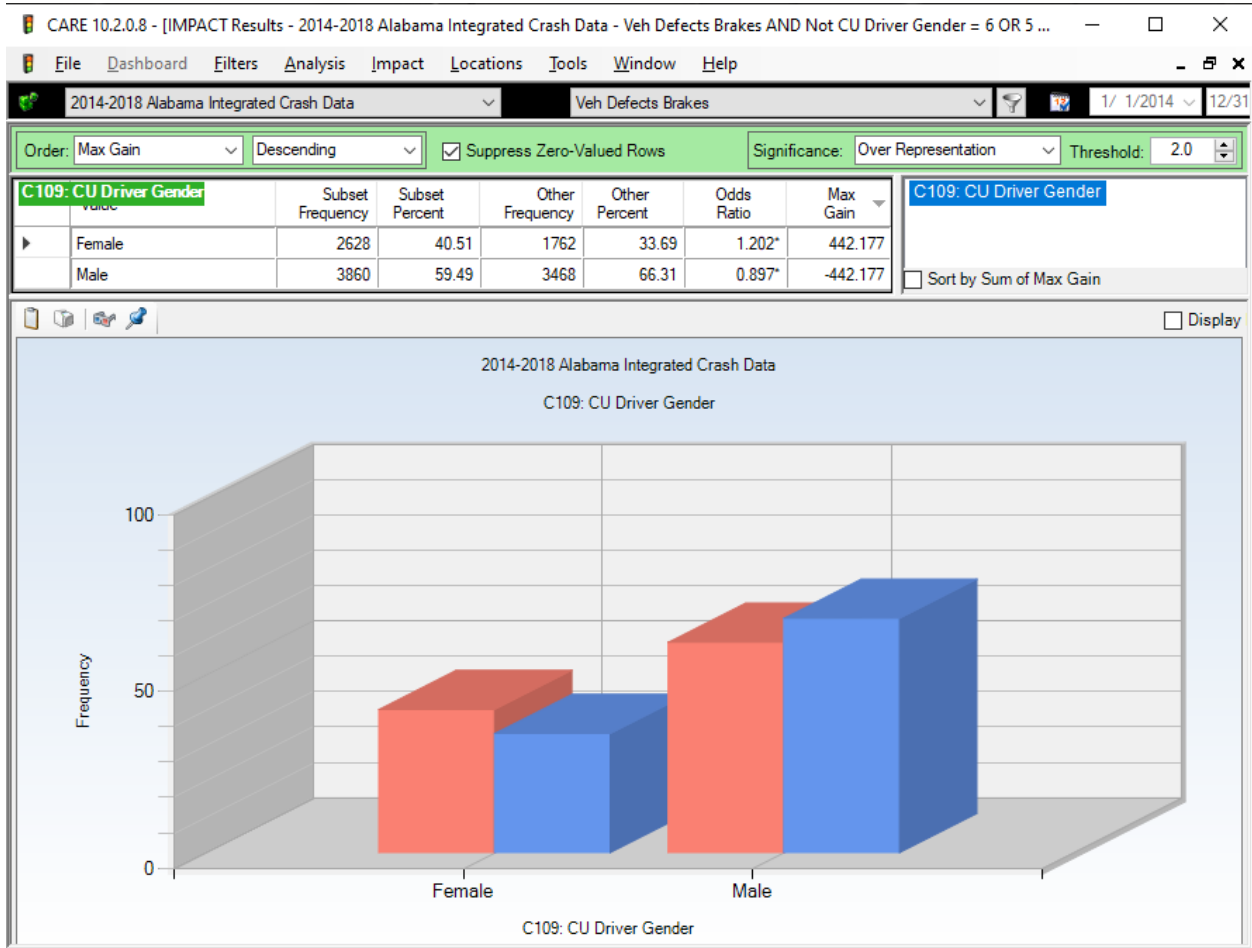 CARE 10.2.0.8 - [IMPACT Results - 2014-2018 Alabama Integrated Crash Data - Veh Defects Brakes AND Not CU Driver Gender = 6 OR 5 ...
File Dashboard Filters Analysis Impact Locations Tools Window Help
2014-2018 Alabama Integrated Crash Data Veh Defects Brakes 1/ 1/2014 12/31
Order: Max Gain Descending Suppress Zero-Valued Rows Significance: Over Representation Threshold: 2.0
C109: CU Driver Gender Subset Frequency Subset Percent Other Frequency Other Percent Odds Ratio Max Gain C109: CU Driver Gender
Female 2628 40.51 1762 33.69 1.202* 442.177
Male 3860 59.49 3468 66.31 0.897* -442.177
Sort by Sum of Max Gain
Display
2014-2018 Alabama Integrated Crash Data
C109: CU Driver Gender
100
Frequency
50
0
Female Male
C109: CU Driver Gender